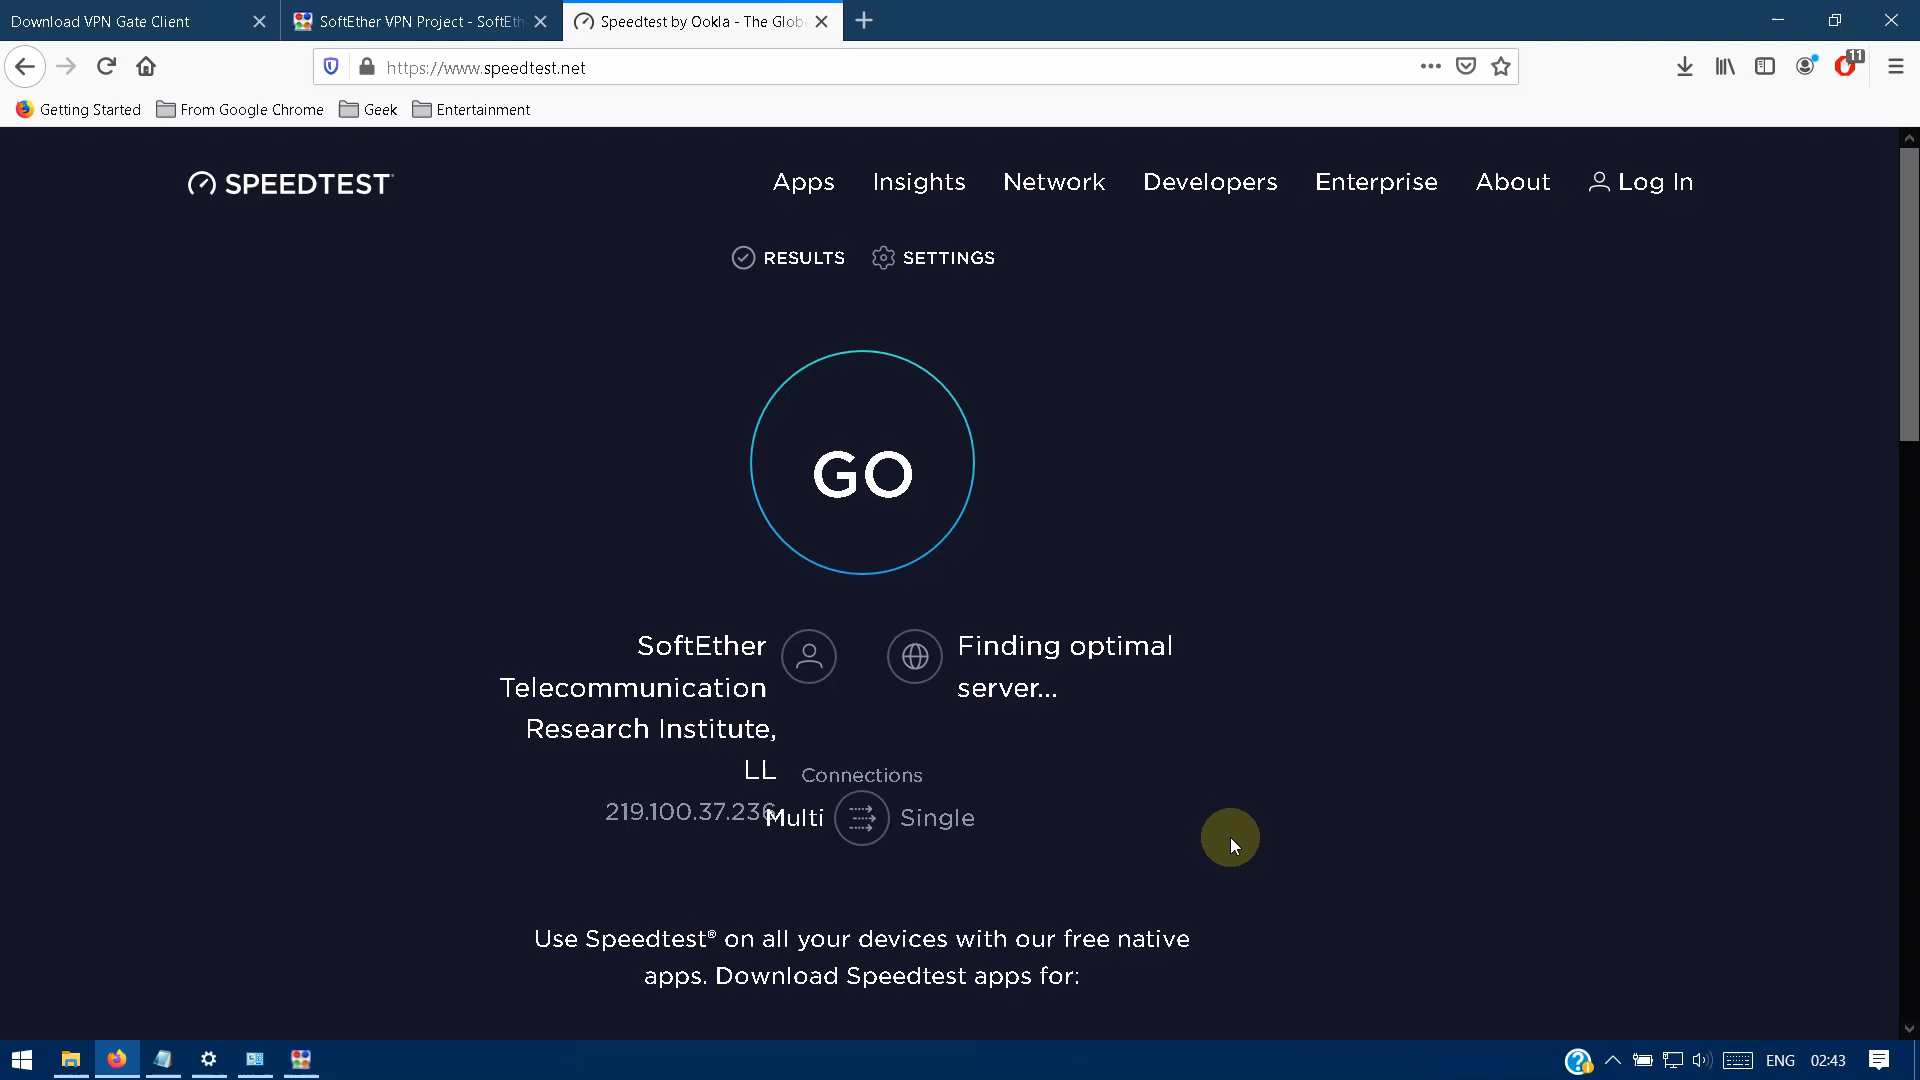 Download VPN Gate Client
SoftEther VPN Project - SoftEth
Speedtest by Ookla - The Glob
https://www.speedtest.net
11
Getting Started
From Google Chrome
Geek
Entertainment
SPEEDTEST
Apps
Insights
Network
Developers
Enterprise
About
Log In
RESULTS
SETTINGS
GO
SoftEther
Telecommunication
Research Institute,
LL
219.100.37.236
Finding optimal
server...
Connections
Multi
Single
Use Speedtest® on all your devices with our free native
apps. Download Speedtest apps for:
ENG
02:43